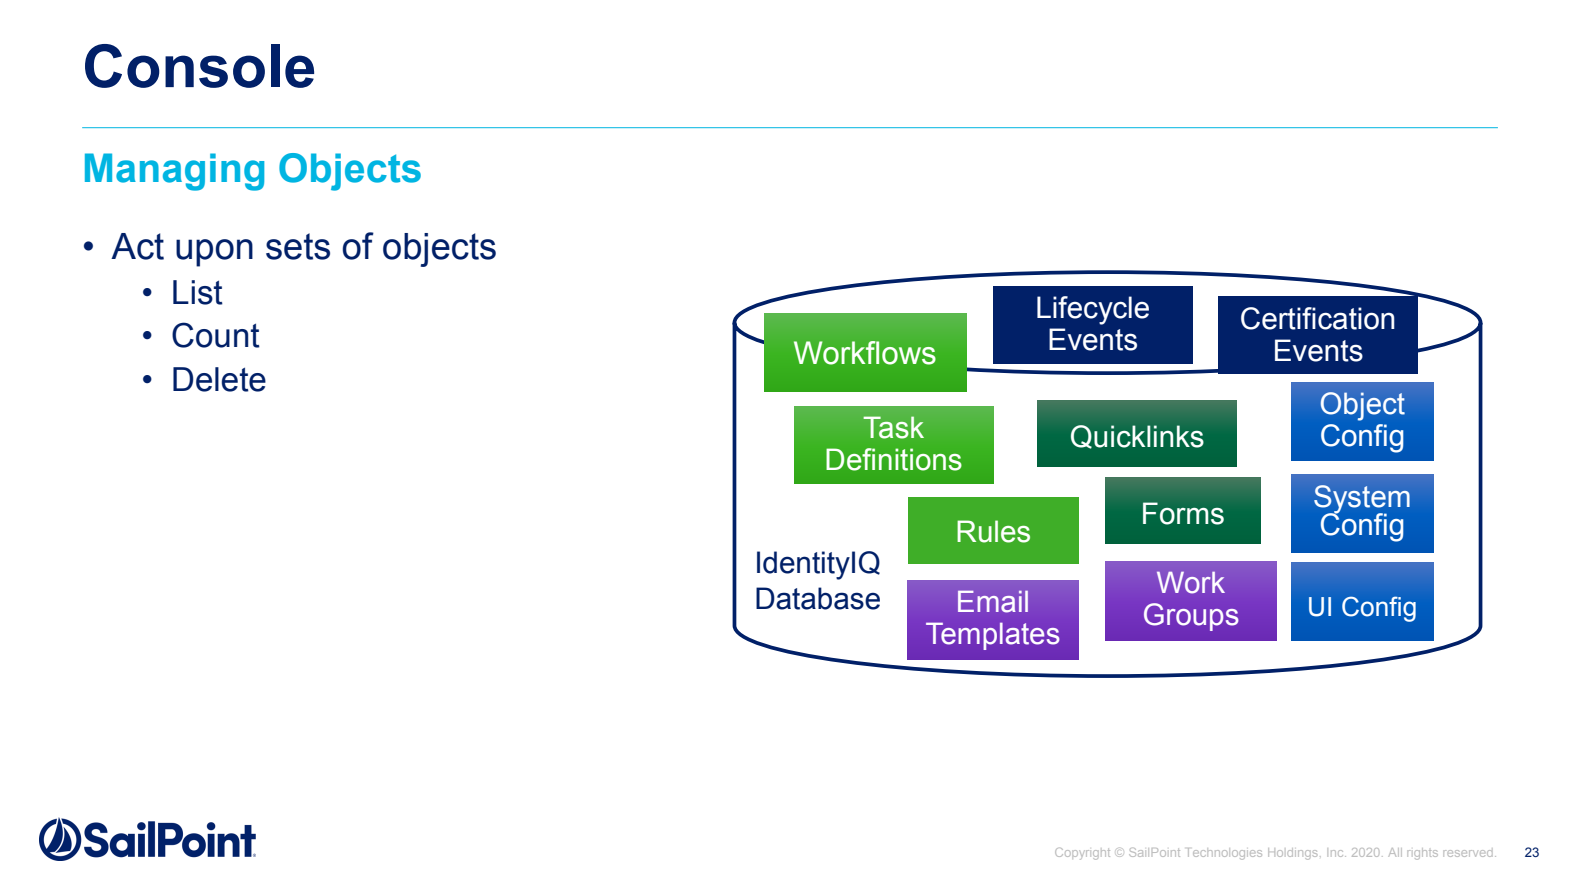 Console
Managing Objects
• Act upon sets of objects
• List
• Count
• Delete
Workflows
Lifecycle
Events
Certification
Events
Task
Definitions
Quicklinks
Object
Config
Rules
Forms
System
Config
IdentityIQ
Database
Email
Templates
Work
Groups
UI Config
SailPoint
Copyright © SailPoint Technologies Holdings, Inc. 2020. All rights reserved.
23